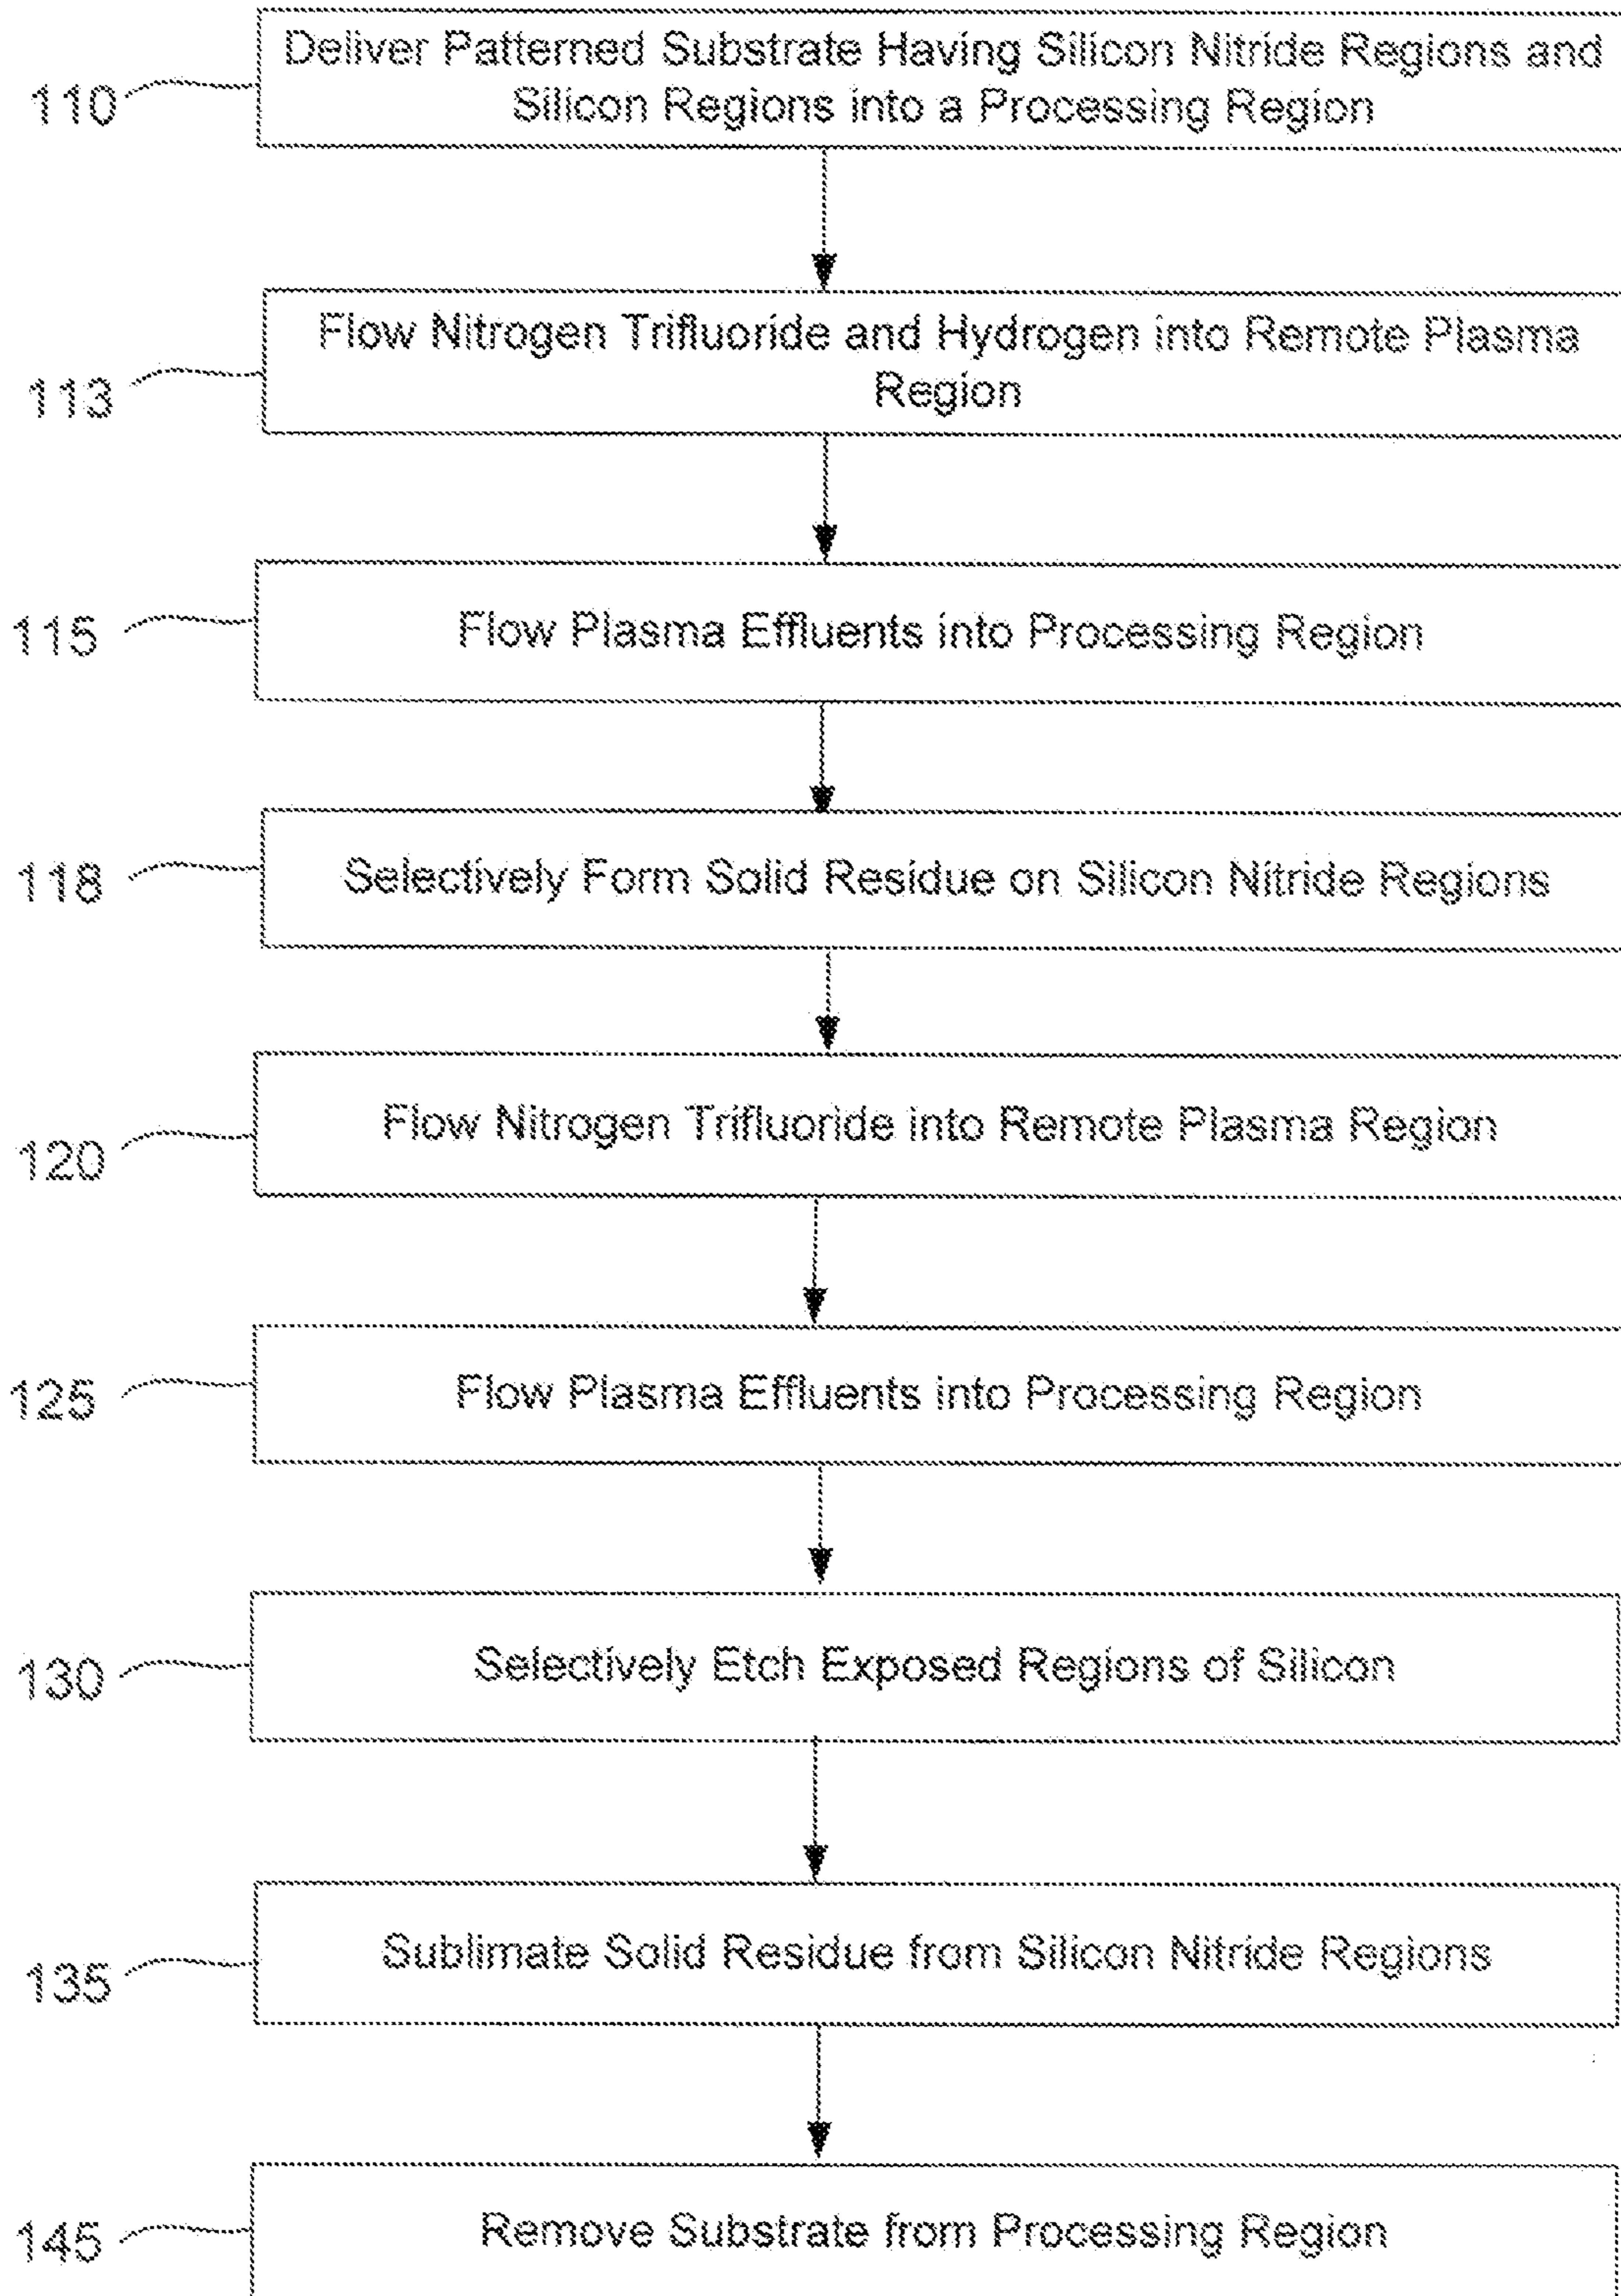 Deliver Patterned Substrate Having Silicon Nitride Regions and
110
Silicon Regions into a Processing Region
Flow Nitrogen Trifluoride and Hydrogen into Remote Plasma
113
Region
115
Flow Plasma Effluents into Processing Region
118
Selectively Form Solid Residue on Silicon Nitride Regions
120
Flow Nitrogen Trifluoride into Remote Plasma Region
125
Flow Plasma Effluents into Processing Region
130
Selectively Etch Exposed Regions of Silicon
135
Sublimate Solid Residue from Silicon Nitride Regions
145
Remove Substrate from Processing Region